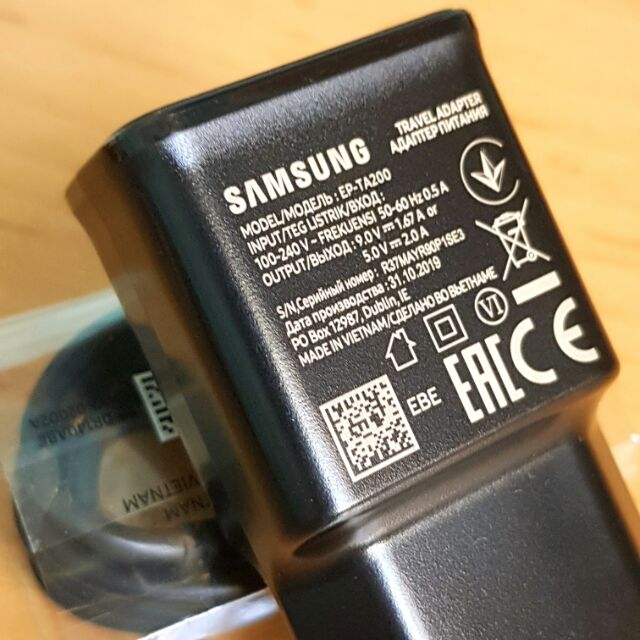 TRAVEL ADAPTER
АДАПТЕР ПИТАНИЯ
SAMSUNG
MODEL/МОДЕЛЬ : EP-TA200
INPUT/TEG LISTRIK/ВХОД :
100-240 V ~ FREKUENSI 50-60 Hz 0.5 A
OUTPUT/ВЫХОД : 9.0 V ⎓ 1.67 A or
5.0 V ⎓ 2.0 A
S/N,Серийный номер : R37MAYR90P1SE3
Дата производства : 31.10.2019
PO Box 12987, Dublin, IE
MADE IN VIETNAM/СДЕЛАНО ВО ВЬЕТНАМЕ
VI
EBE
EAC CE
VIETNAM